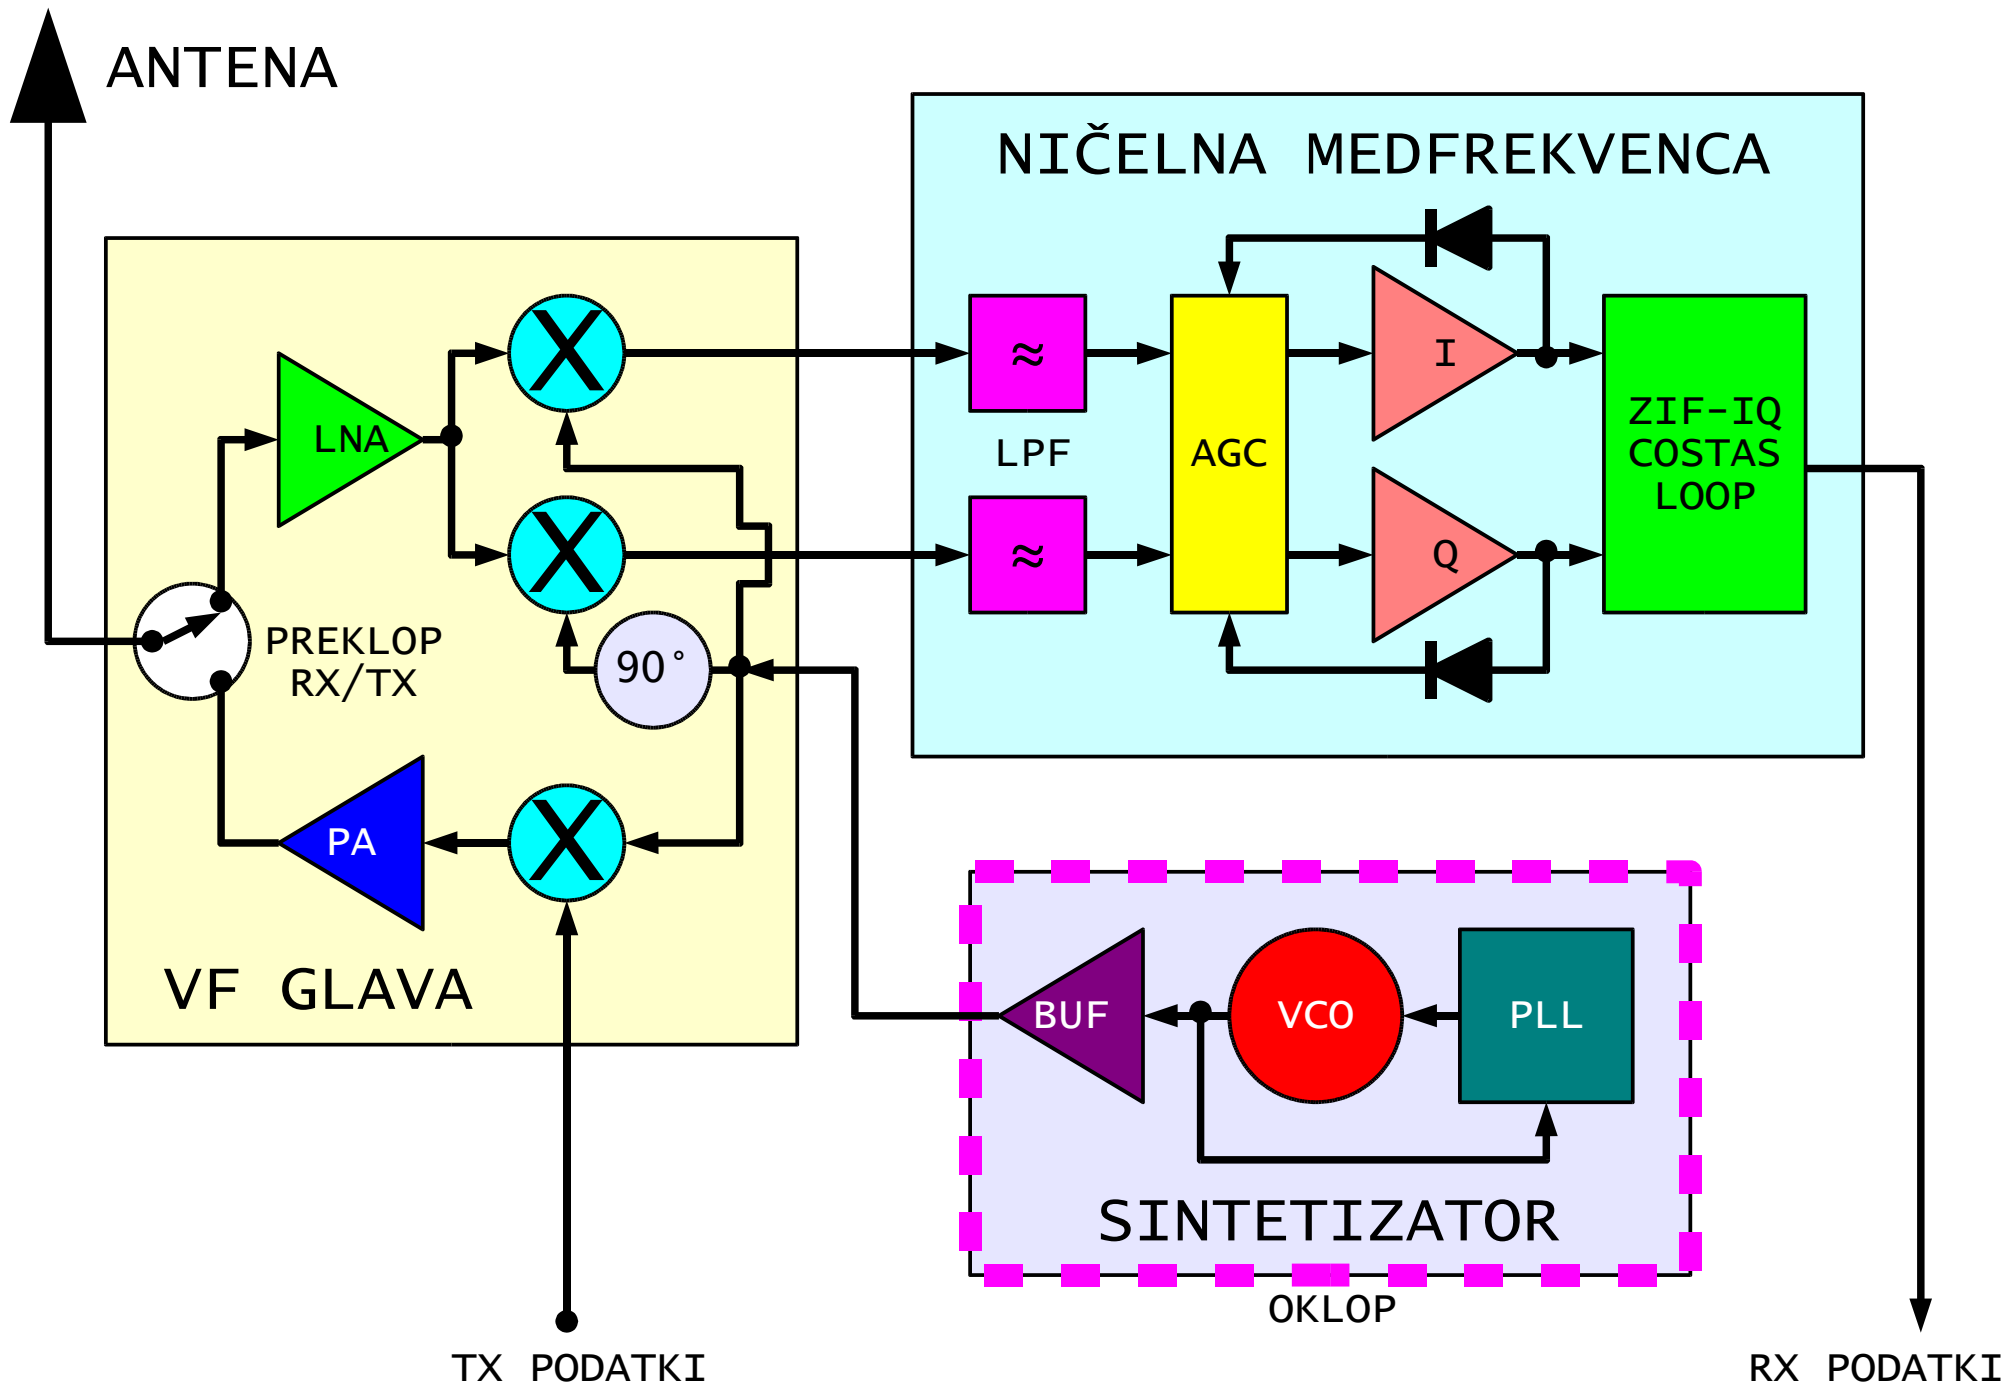 ANTENA
NIČELNA MEDFREKVENCA
X
I
LNA
ZIF-IQ
COSTAS
LOOP
LPF
AGC
≈
≈
X
Q
PREKLOP
RX/TX
90°
PA
X
VF GLAVA
BUF
VCO
PLL
SINTETIZATOR
OKLOP
TX PODATKI
RX PODATKI